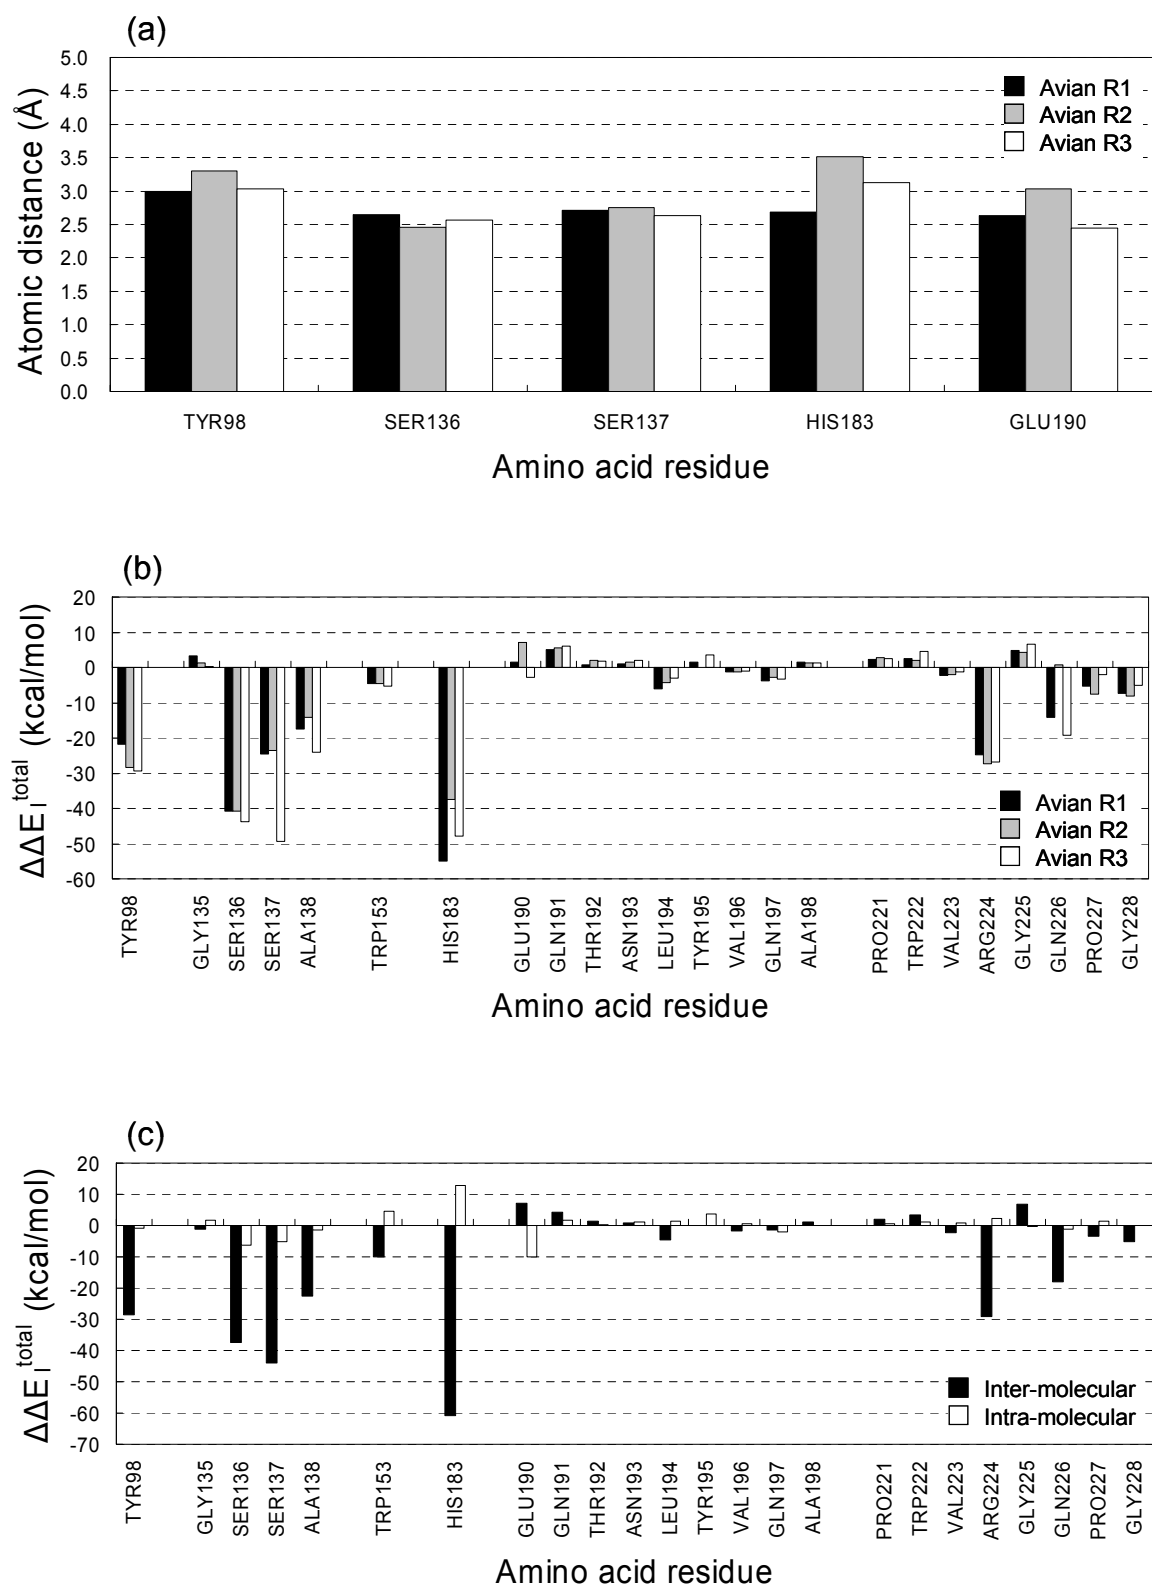 (a)
5.0
4.5
4.0
3.5
3.0
2.5
2.0
1.5
1.0
0.5
0.0
Atomic distance (Å)
Avian R1
Avian R2
Avian R3
TYR98 SER136 SER137 HIS183 GLU190
Amino acid residue
(b)
20
10
0
-10
-20
-30
-40
-50
-60
ΔΔE_I^total (kcal/mol)
Avian R1
Avian R2
Avian R3
TYR98 GLY135 SER136 SER137 ALA138 TRP153 HIS183 GLU190 GLN191 THR192 ASN193 LEU194 TYR195 VAL196 GLN197 ALA198 PRO221 TRP222 VAL223 ARG224 GLY225 GLN226 PRO227 GLY228
Amino acid residue
(c)
20
10
0
-10
-20
-30
-40
-50
-60
-70
ΔΔE_I^total (kcal/mol)
Inter-molecular
Intra-molecular
TYR98 GLY135 SER136 SER137 ALA138 TRP153 HIS183 GLU190 GLN191 THR192 ASN193 LEU194 TYR195 VAL196 GLN197 ALA198 PRO221 TRP222 VAL223 ARG224 GLY225 GLN226 PRO227 GLY228
Amino acid residue